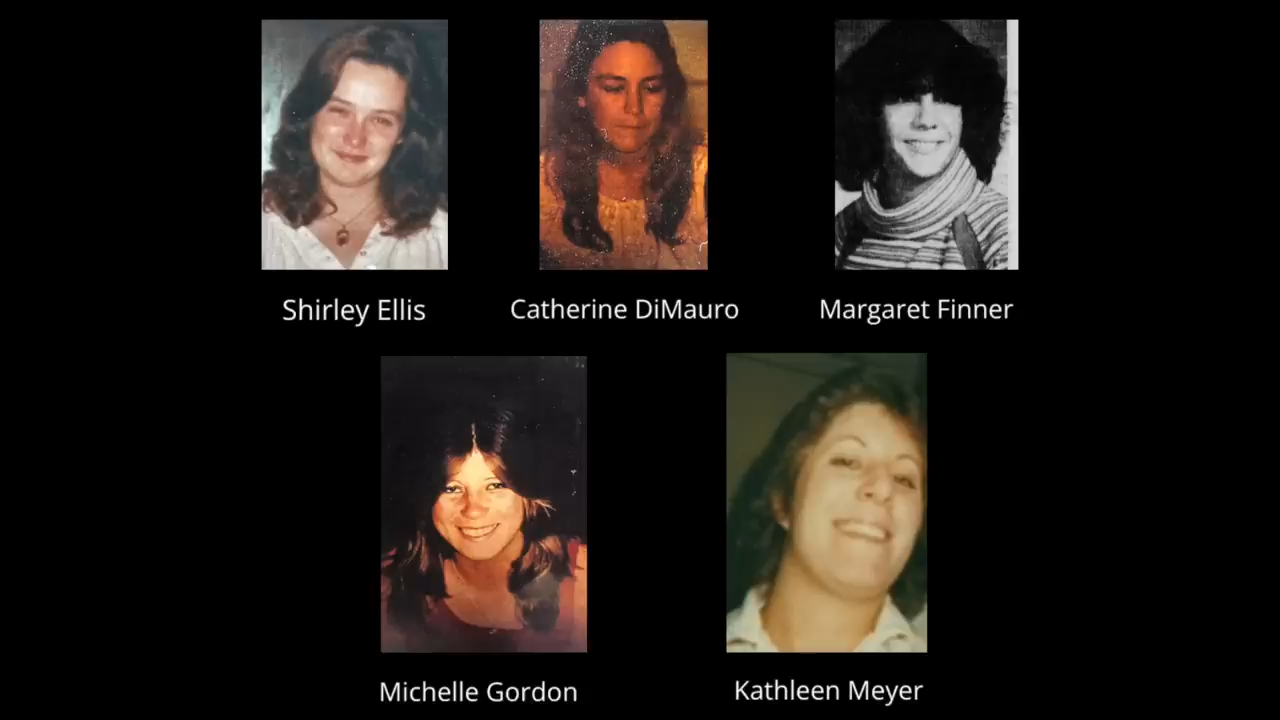 Shirley Ellis
Catherine DiMauro
Margaret Finner
Michelle Gordon
Kathleen Meyer